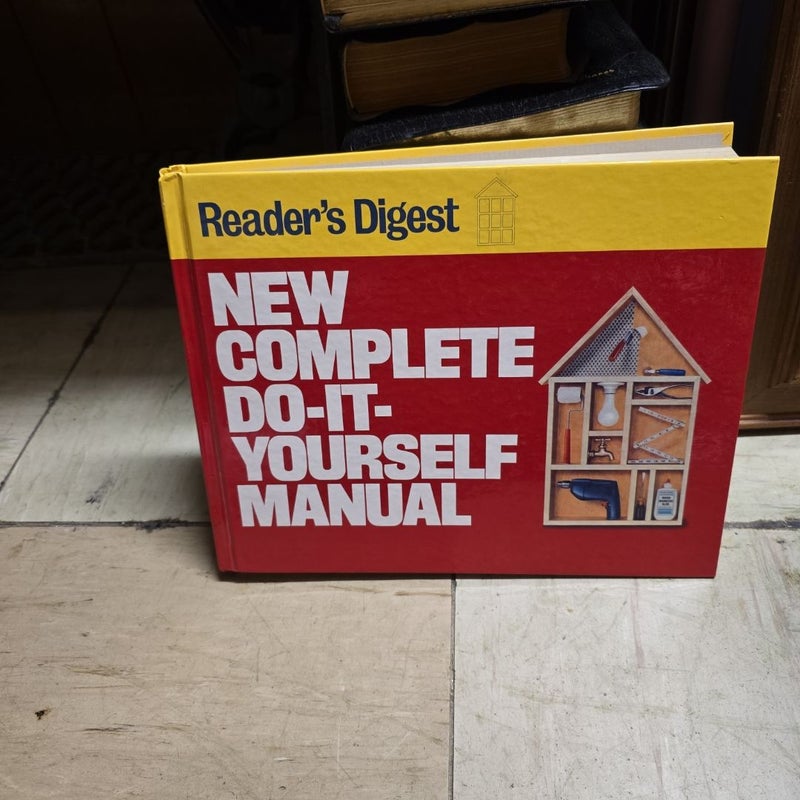 Reader's Digest
NEW
COMPLETE
DO-IT-
YOURSELF
MANUAL